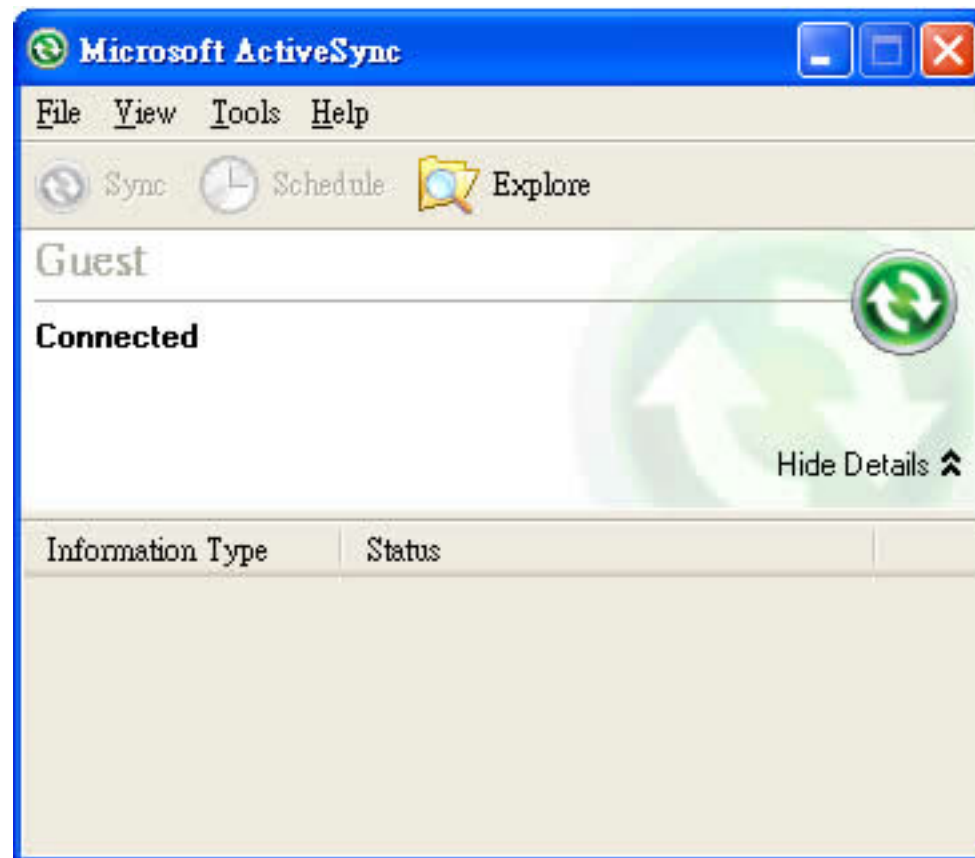 Microsoft ActiveSync
File View Tools Help
Sync Schedule Explore
Guest
Connected
Hide Details
Information Type Status